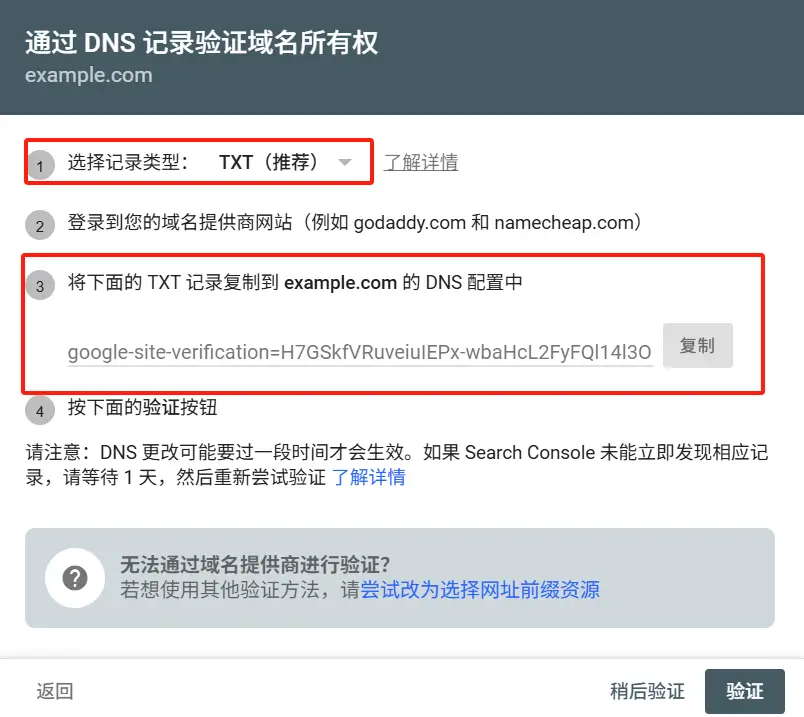 通过 DNS 记录验证域名所有权
example.com
1 选择记录类型： TXT（推荐） 了解详情
2 登录到您的域名提供商网站（例如 godaddy.com 和 namecheap.com）
3 将下面的 TXT 记录复制到 example.com 的 DNS 配置中
google-site-verification=H7GSkfVRuveiuIEPx-wbaHcL2FyFQl14l3O 复制
4 按下面的验证按钮
请注意：DNS 更改可能要过一段时间才会生效。如果 Search Console 未能立即发现相应记
录，请等待 1 天，然后重新尝试验证 了解详情
无法通过域名提供商进行验证？
若想使用其他验证方法，请尝试改为选择网址前缀资源
返回 稍后验证 验证